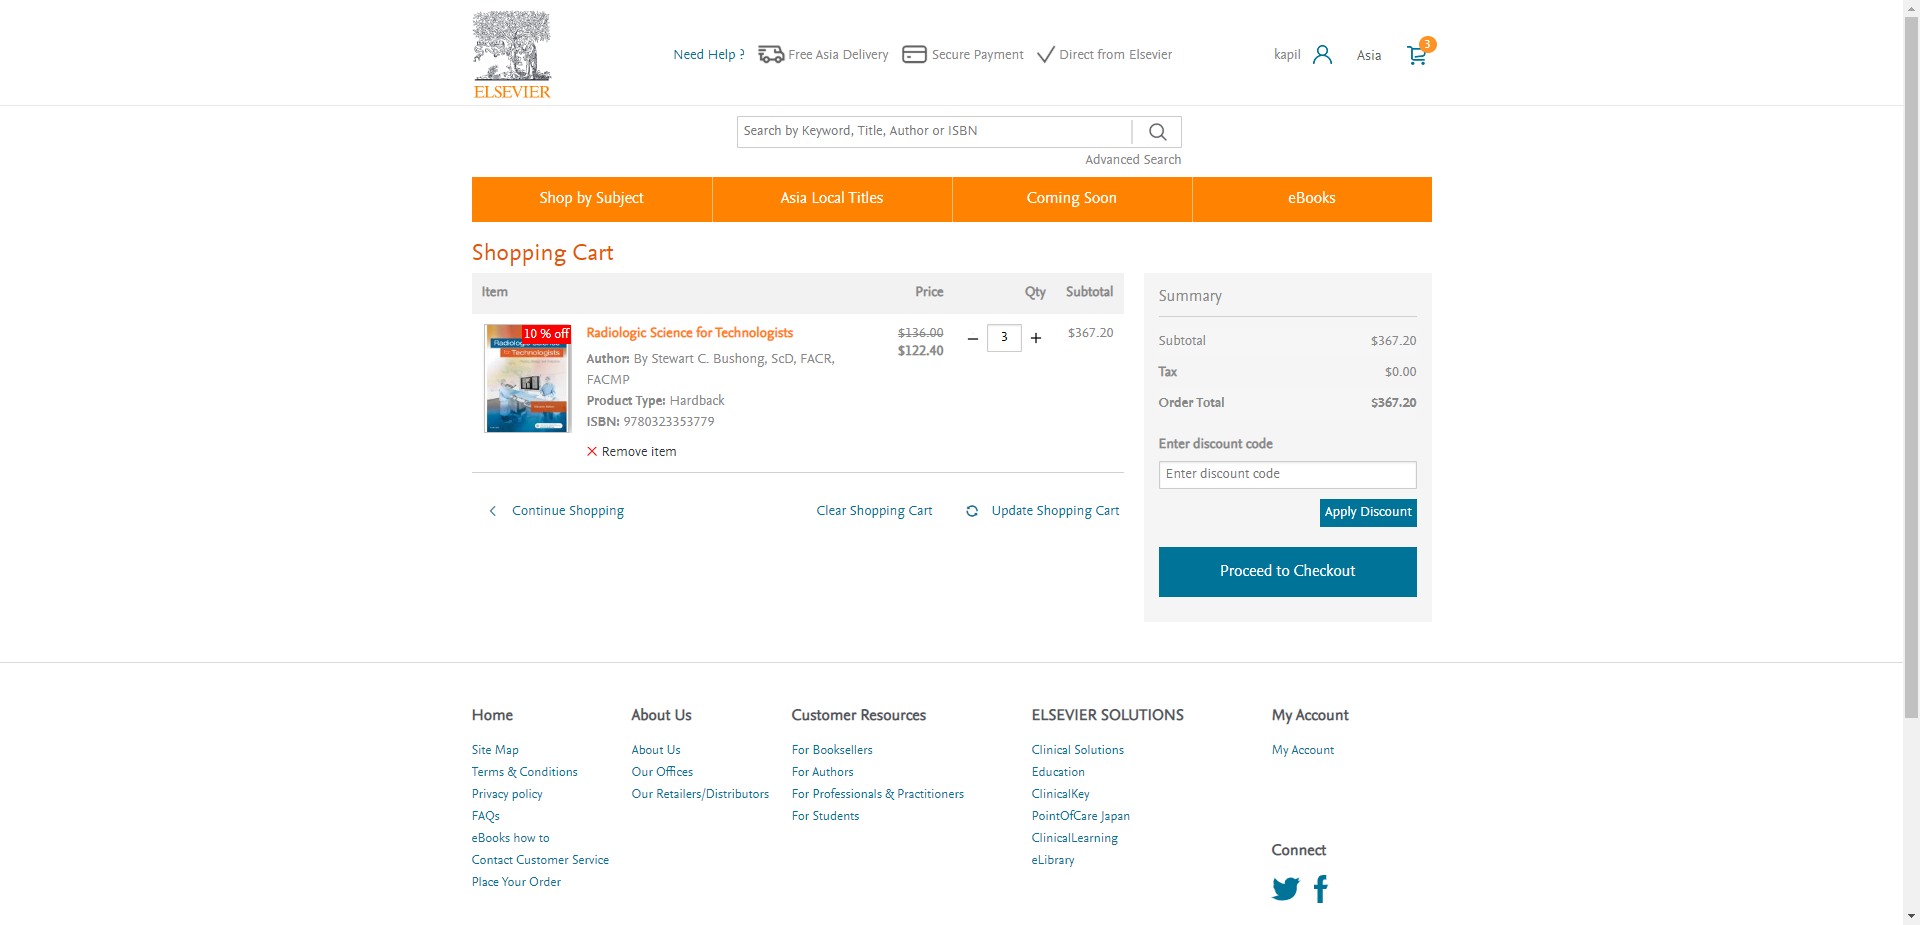 ELSEVIER
Need Help ?
Free Asia Delivery
Secure Payment
Direct from Elsevier
kapil
Asia
3
Search by Keyword, Title, Author or ISBN
Advanced Search
Shop by Subject
Asia Local Titles
Coming Soon
eBooks
Shopping Cart
Item Price Qty Subtotal
10 % off
Radiologic Science
for Technologists
Radiologic Science for Technologists
Author: By Stewart C. Bushong, ScD, FACR,
FACMP
Product Type: Hardback
ISBN: 9780323353779
Remove item
$136.00
$122.40
3
$367.20
Continue Shopping
Clear Shopping Cart
Update Shopping Cart
Summary
Subtotal $367.20
Tax $0.00
Order Total $367.20
Enter discount code
Enter discount code
Apply Discount
Proceed to Checkout
Home
Site Map
Terms & Conditions
Privacy policy
FAQs
eBooks how to
Contact Customer Service
Place Your Order
About Us
About Us
Our Offices
Our Retailers/Distributors
Customer Resources
For Booksellers
For Authors
For Professionals & Practitioners
For Students
ELSEVIER SOLUTIONS
Clinical Solutions
Education
ClinicalKey
PointOfCare Japan
ClinicalLearning
eLibrary
My Account
My Account
Connect